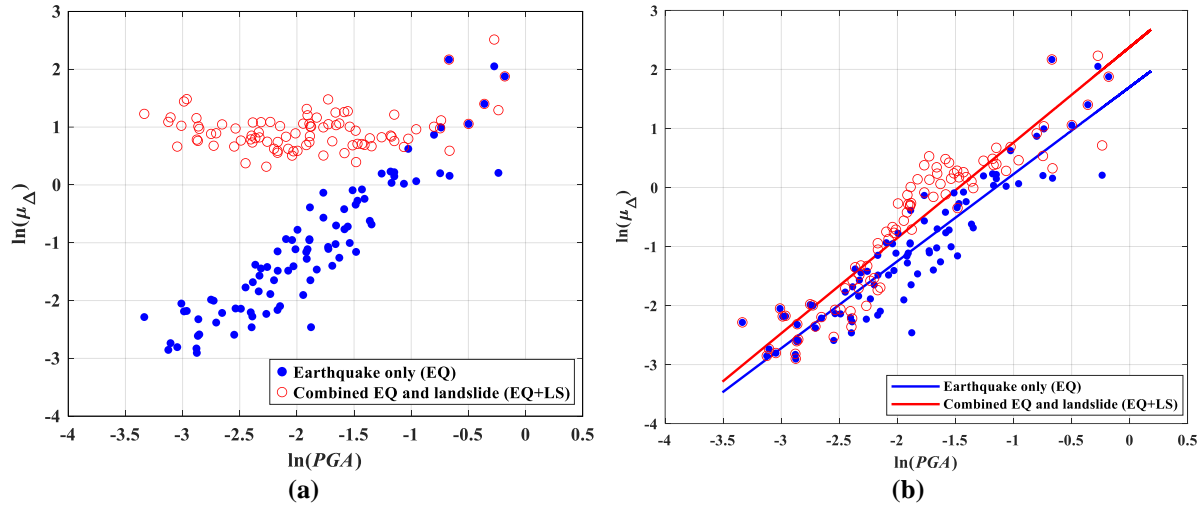 3
2
1
0
-1
-2
-3
-4
ln(μΔ)
Earthquake only (EQ)
Combined EQ and landslide (EQ+LS)
-4 -3.5 -3 -2.5 -2 -1.5 -1 -0.5 0 0.5
ln(PGA)
(a)
3
2
1
0
-1
-2
-3
-4
ln(μΔ)
Earthquake only (EQ)
Combined EQ and landslide (EQ+LS)
-4 -3.5 -3 -2.5 -2 -1.5 -1 -0.5 0 0.5
ln(PGA)
(b)